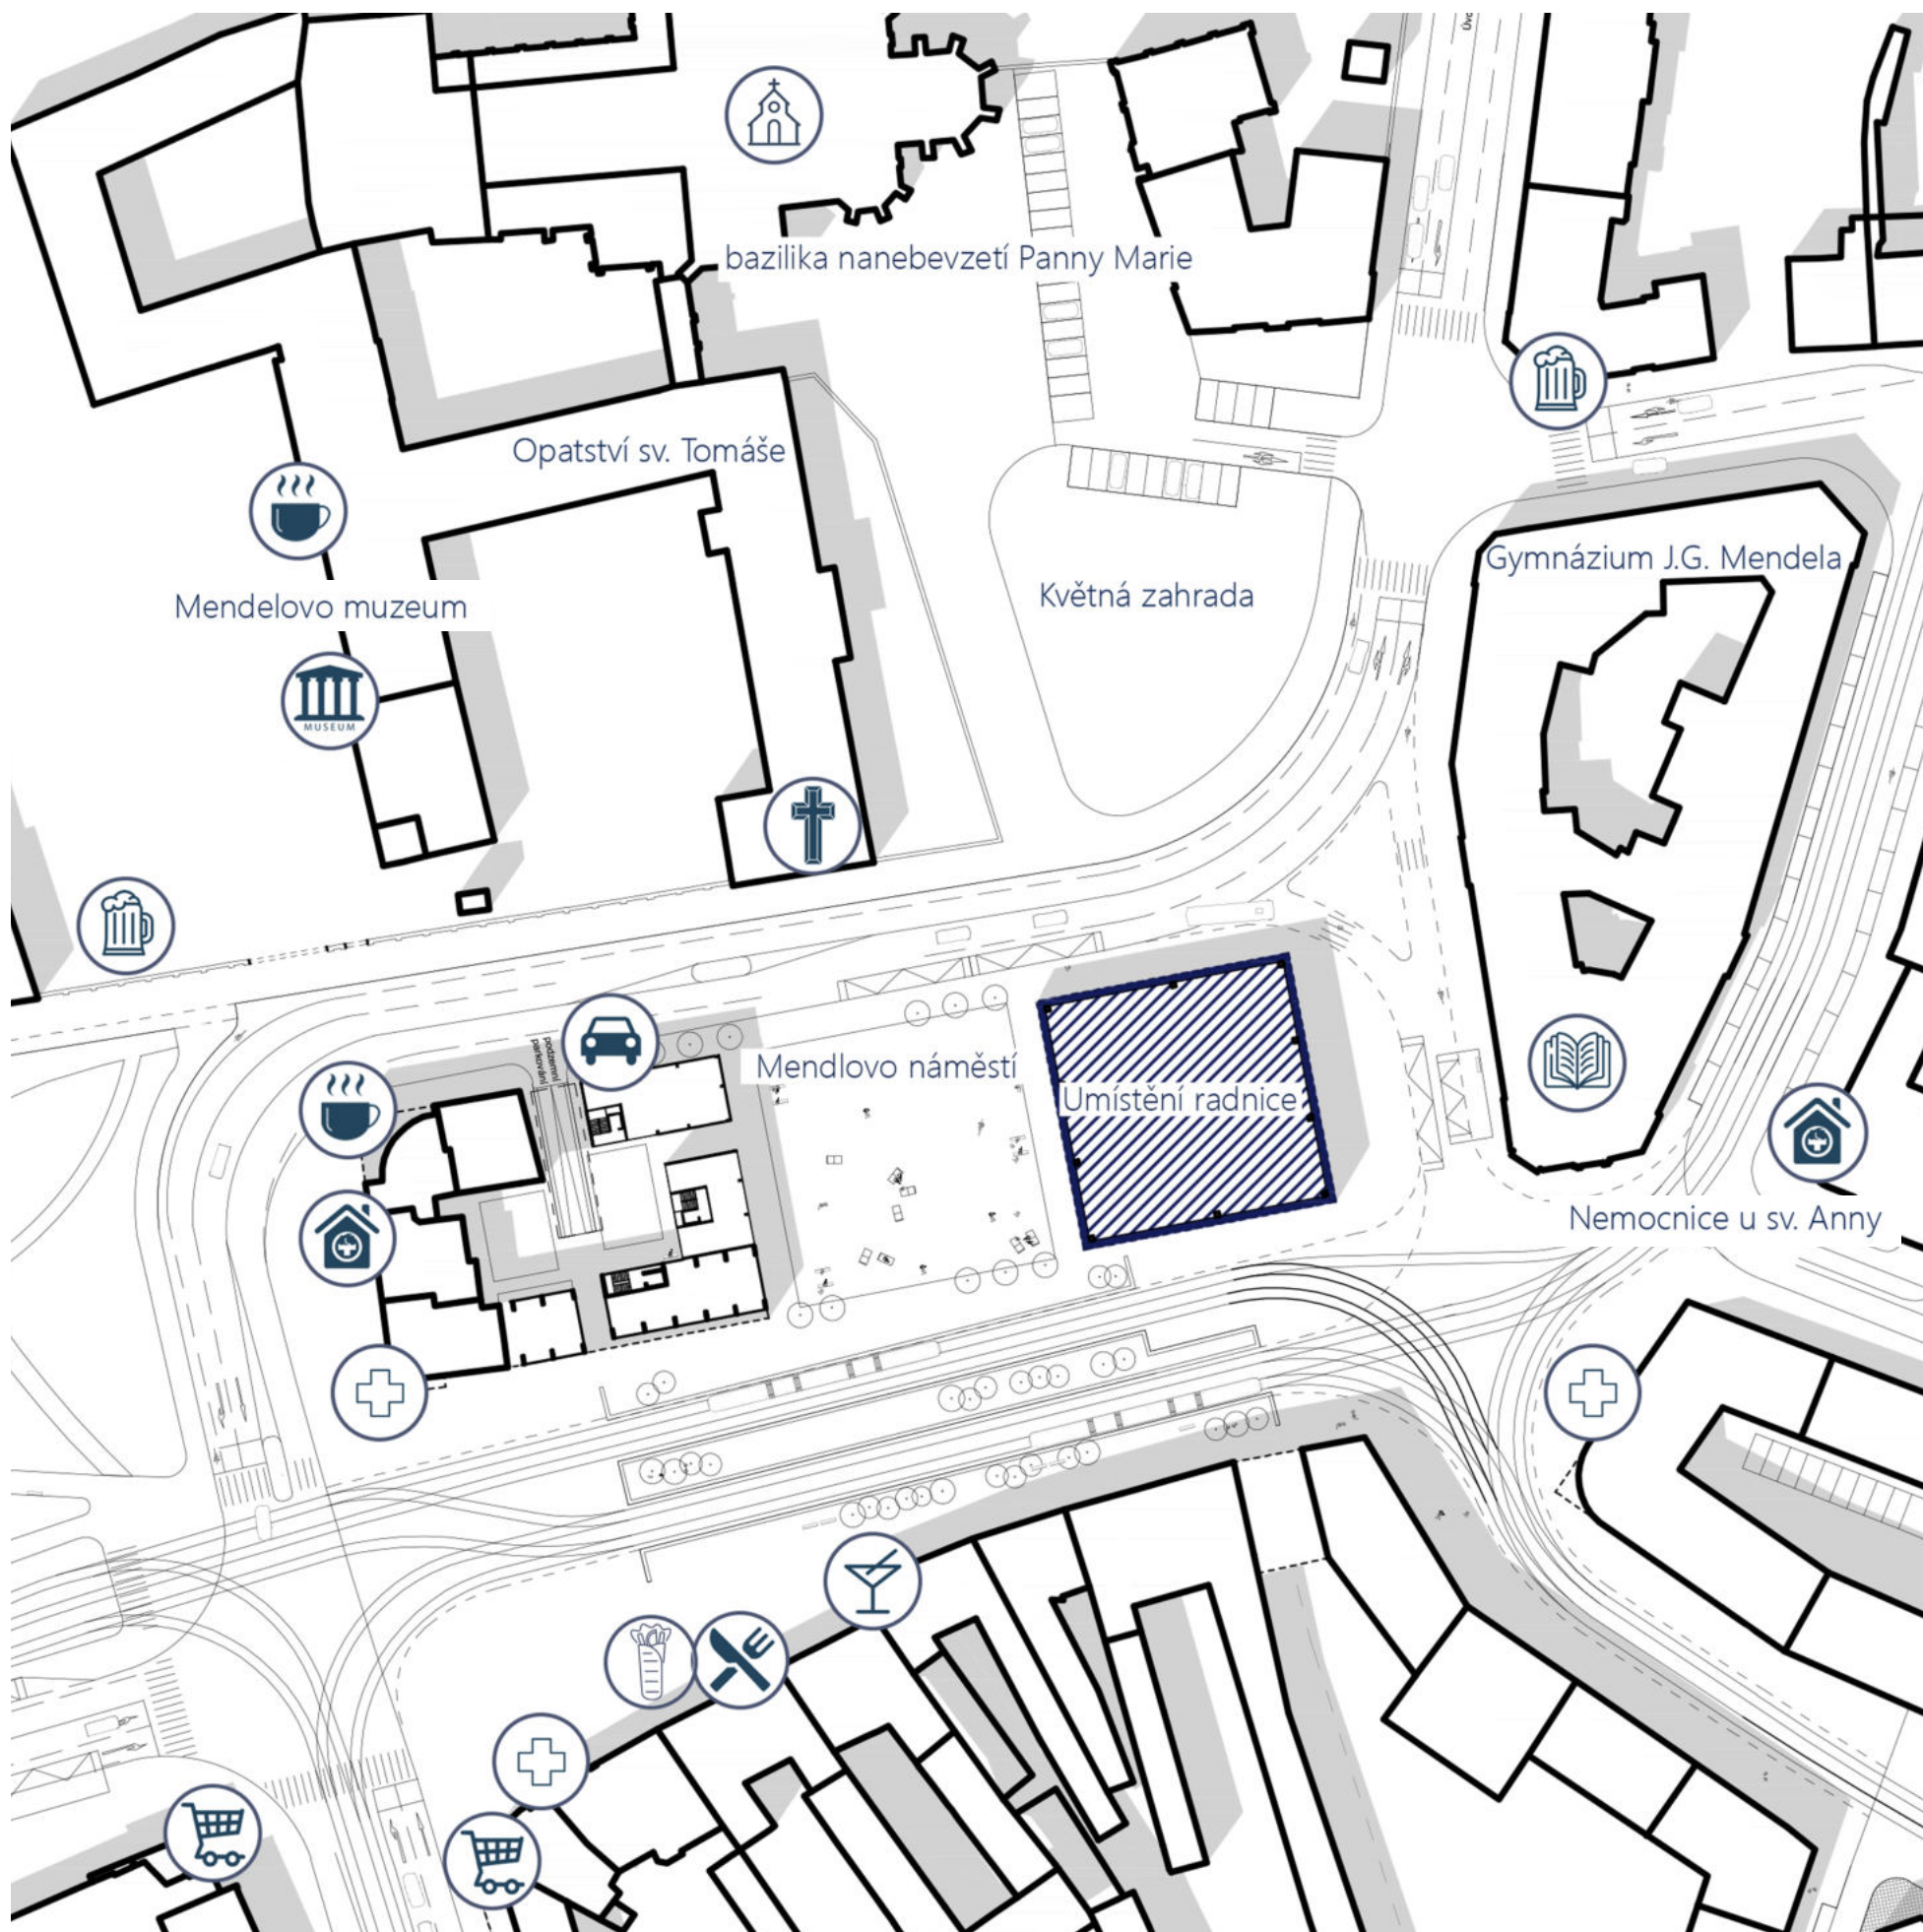 Úvo
bazilika nanebevzetí Panny Marie
Opatství sv. Tomáše
Gymnázium J.G. Mendela
Květná zahrada
Mendelovo muzeum
MUSEUM
podzemní
parkování
Mendlovo náměstí
Umístění radnice
Nemocnice u sv. Anny